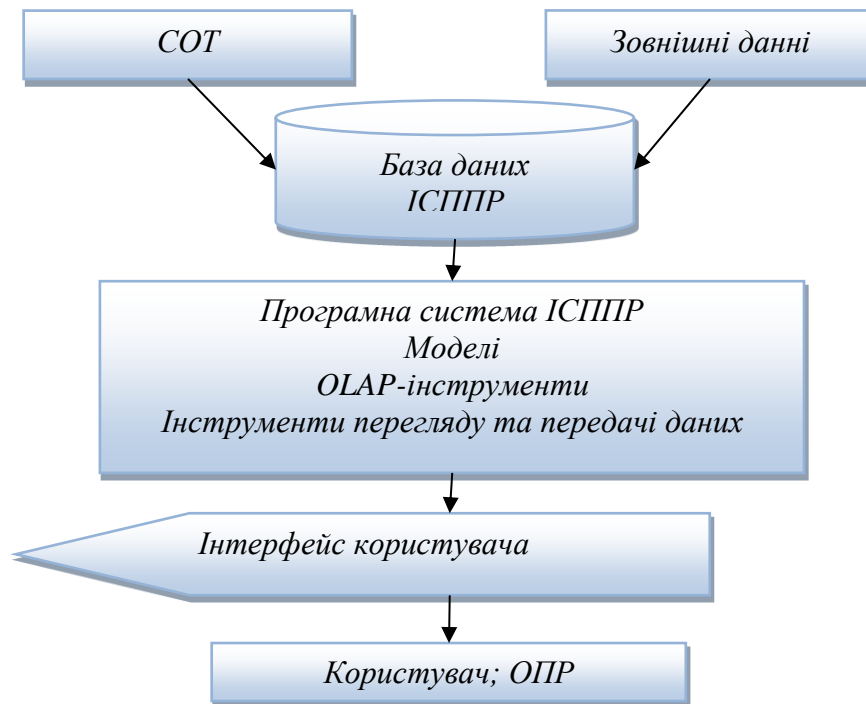 СОТ
Зовнішні данні
База даних
ІСППР
Програмна система ІСППР
Моделі
OLAP-інструменти
Інструменти перегляду та передачі даних
Інтерфейс користувача
Користувач; ОПР